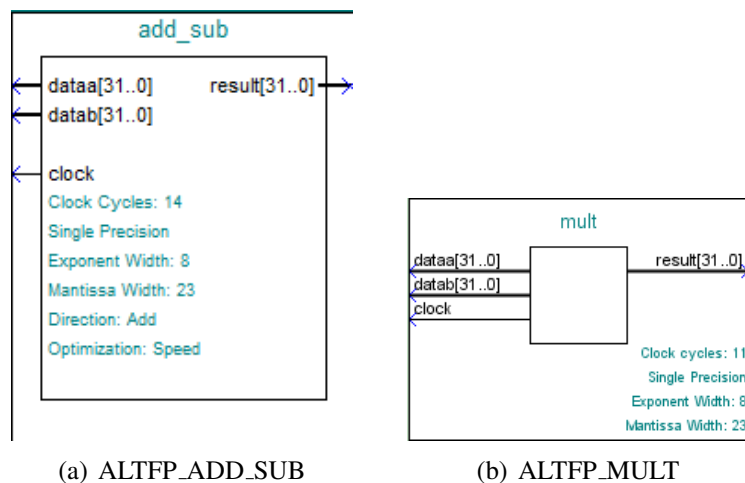 add_sub
dataa[31..0] result[31..0]
datab[31..0]
clock
Clock Cycles: 14
Single Precision
Exponent Width: 8
Mantissa Width: 23
Direction: Add
Optimization: Speed
(a) ALTFP_ADD_SUB
mult
dataa[31..0] result[31..0]
datab[31..0]
clock
Clock cycles: 11
Single Precision
Exponent Width: 8
Mantissa Width: 23
(b) ALTFP_MULT